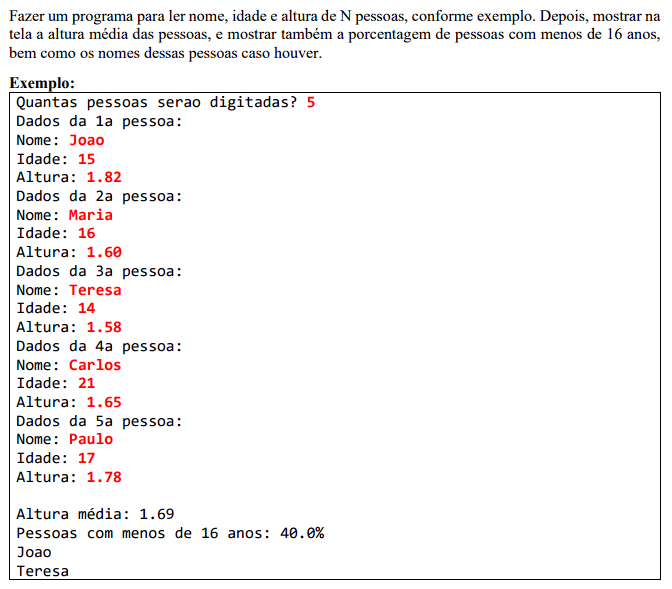 Fazer um programa para ler nome, idade e altura de N pessoas, conforme exemplo. Depois, mostrar na
tela a altura média das pessoas, e mostrar também a porcentagem de pessoas com menos de 16 anos,
bem como os nomes dessas pessoas caso houver.
Exemplo:
Quantas pessoas serao digitadas? 5
Dados da 1a pessoa:
Nome: Joao
Idade: 15
Altura: 1.82
Dados da 2a pessoa:
Nome: Maria
Idade: 16
Altura: 1.60
Dados da 3a pessoa:
Nome: Teresa
Idade: 14
Altura: 1.58
Dados da 4a pessoa:
Nome: Carlos
Idade: 21
Altura: 1.65
Dados da 5a pessoa:
Nome: Paulo
Idade: 17
Altura: 1.78
Altura média: 1.69
Pessoas com menos de 16 anos: 40.0%
Joao
Teresa